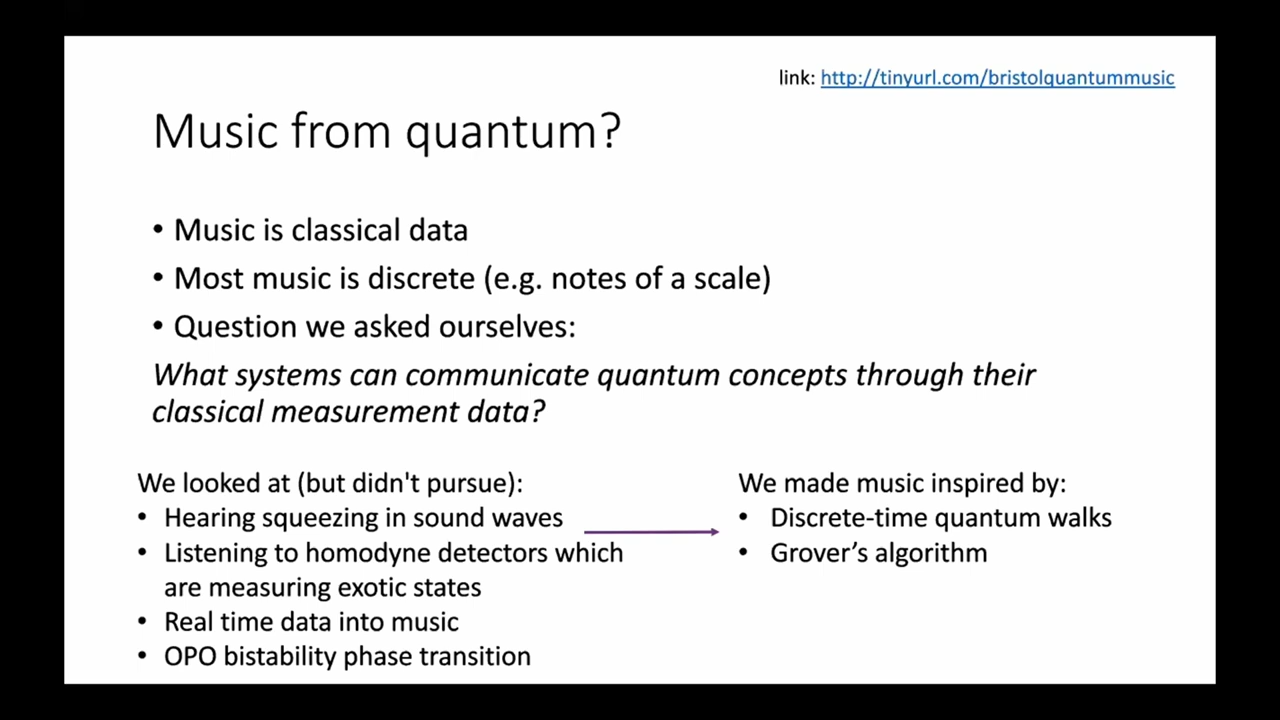 link: http://tinyurl.com/bristolquantummusic
Music from quantum?
• Music is classical data
• Most music is discrete (e.g. notes of a scale)
• Question we asked ourselves:
What systems can communicate quantum concepts through their
classical measurement data?
We looked at (but didn't pursue):
• Hearing squeezing in sound waves
• Listening to homodyne detectors which
are measuring exotic states
• Real time data into music
• OPO bistability phase transition
We made music inspired by:
• Discrete-time quantum walks
• Grover’s algorithm